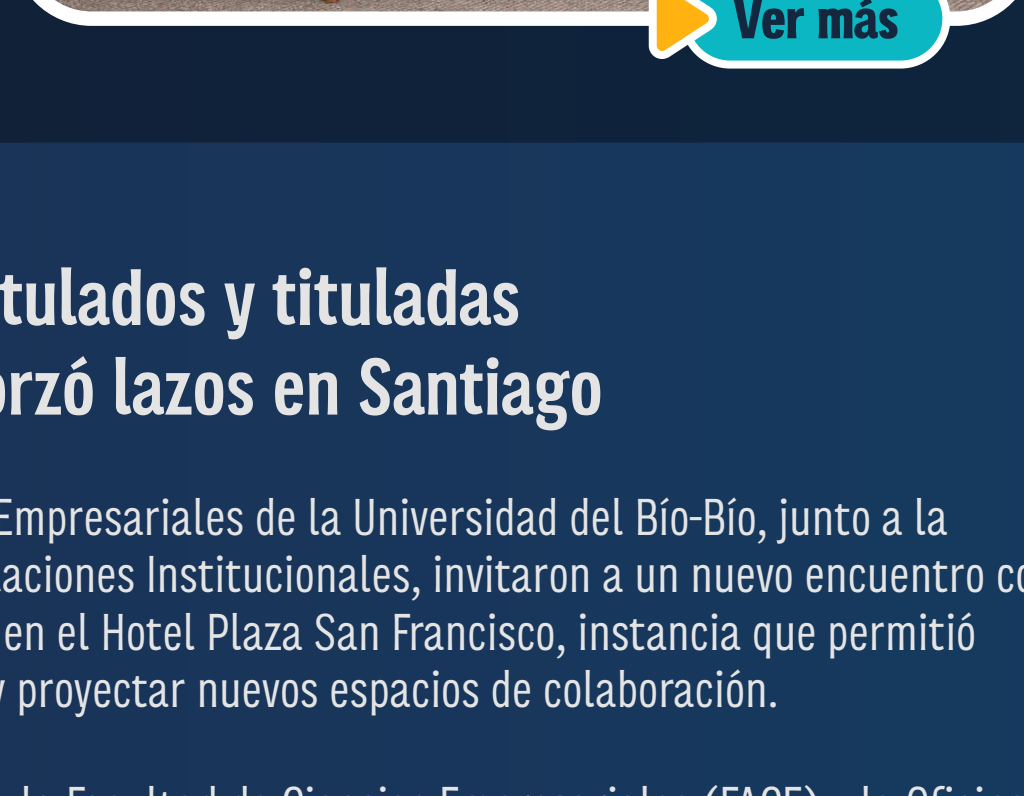 Ver más
tulados y tituladas
orzó lazos en Santiago
Empresariales de la Universidad del Bío-Bío, junto a la
laciones Institucionales, invitaron a un nuevo encuentro co
en el Hotel Plaza San Francisco, instancia que permitió
y proyectar nuevos espacios de colaboración.